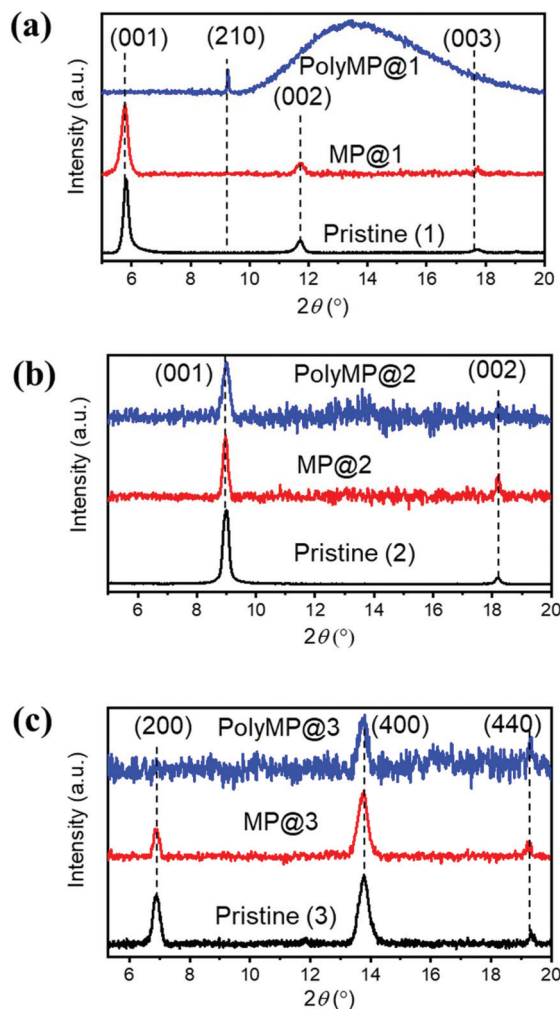 (a)
(001)
(210)
(003)
PolyMP@1
(002)
MP@1
Pristine (1)
Intensity (a.u.)
6 8 10 12 14 16 18 20
2θ (°)
(b)
(001)
PolyMP@2
(002)
MP@2
Pristine (2)
Intensity (a.u.)
6 8 10 12 14 16 18 20
2θ (°)
(c)
(200)
PolyMP@3
(400)
(440)
MP@3
Pristine (3)
Intensity (a.u.)
6 8 10 12 14 16 18 20
2θ (°)